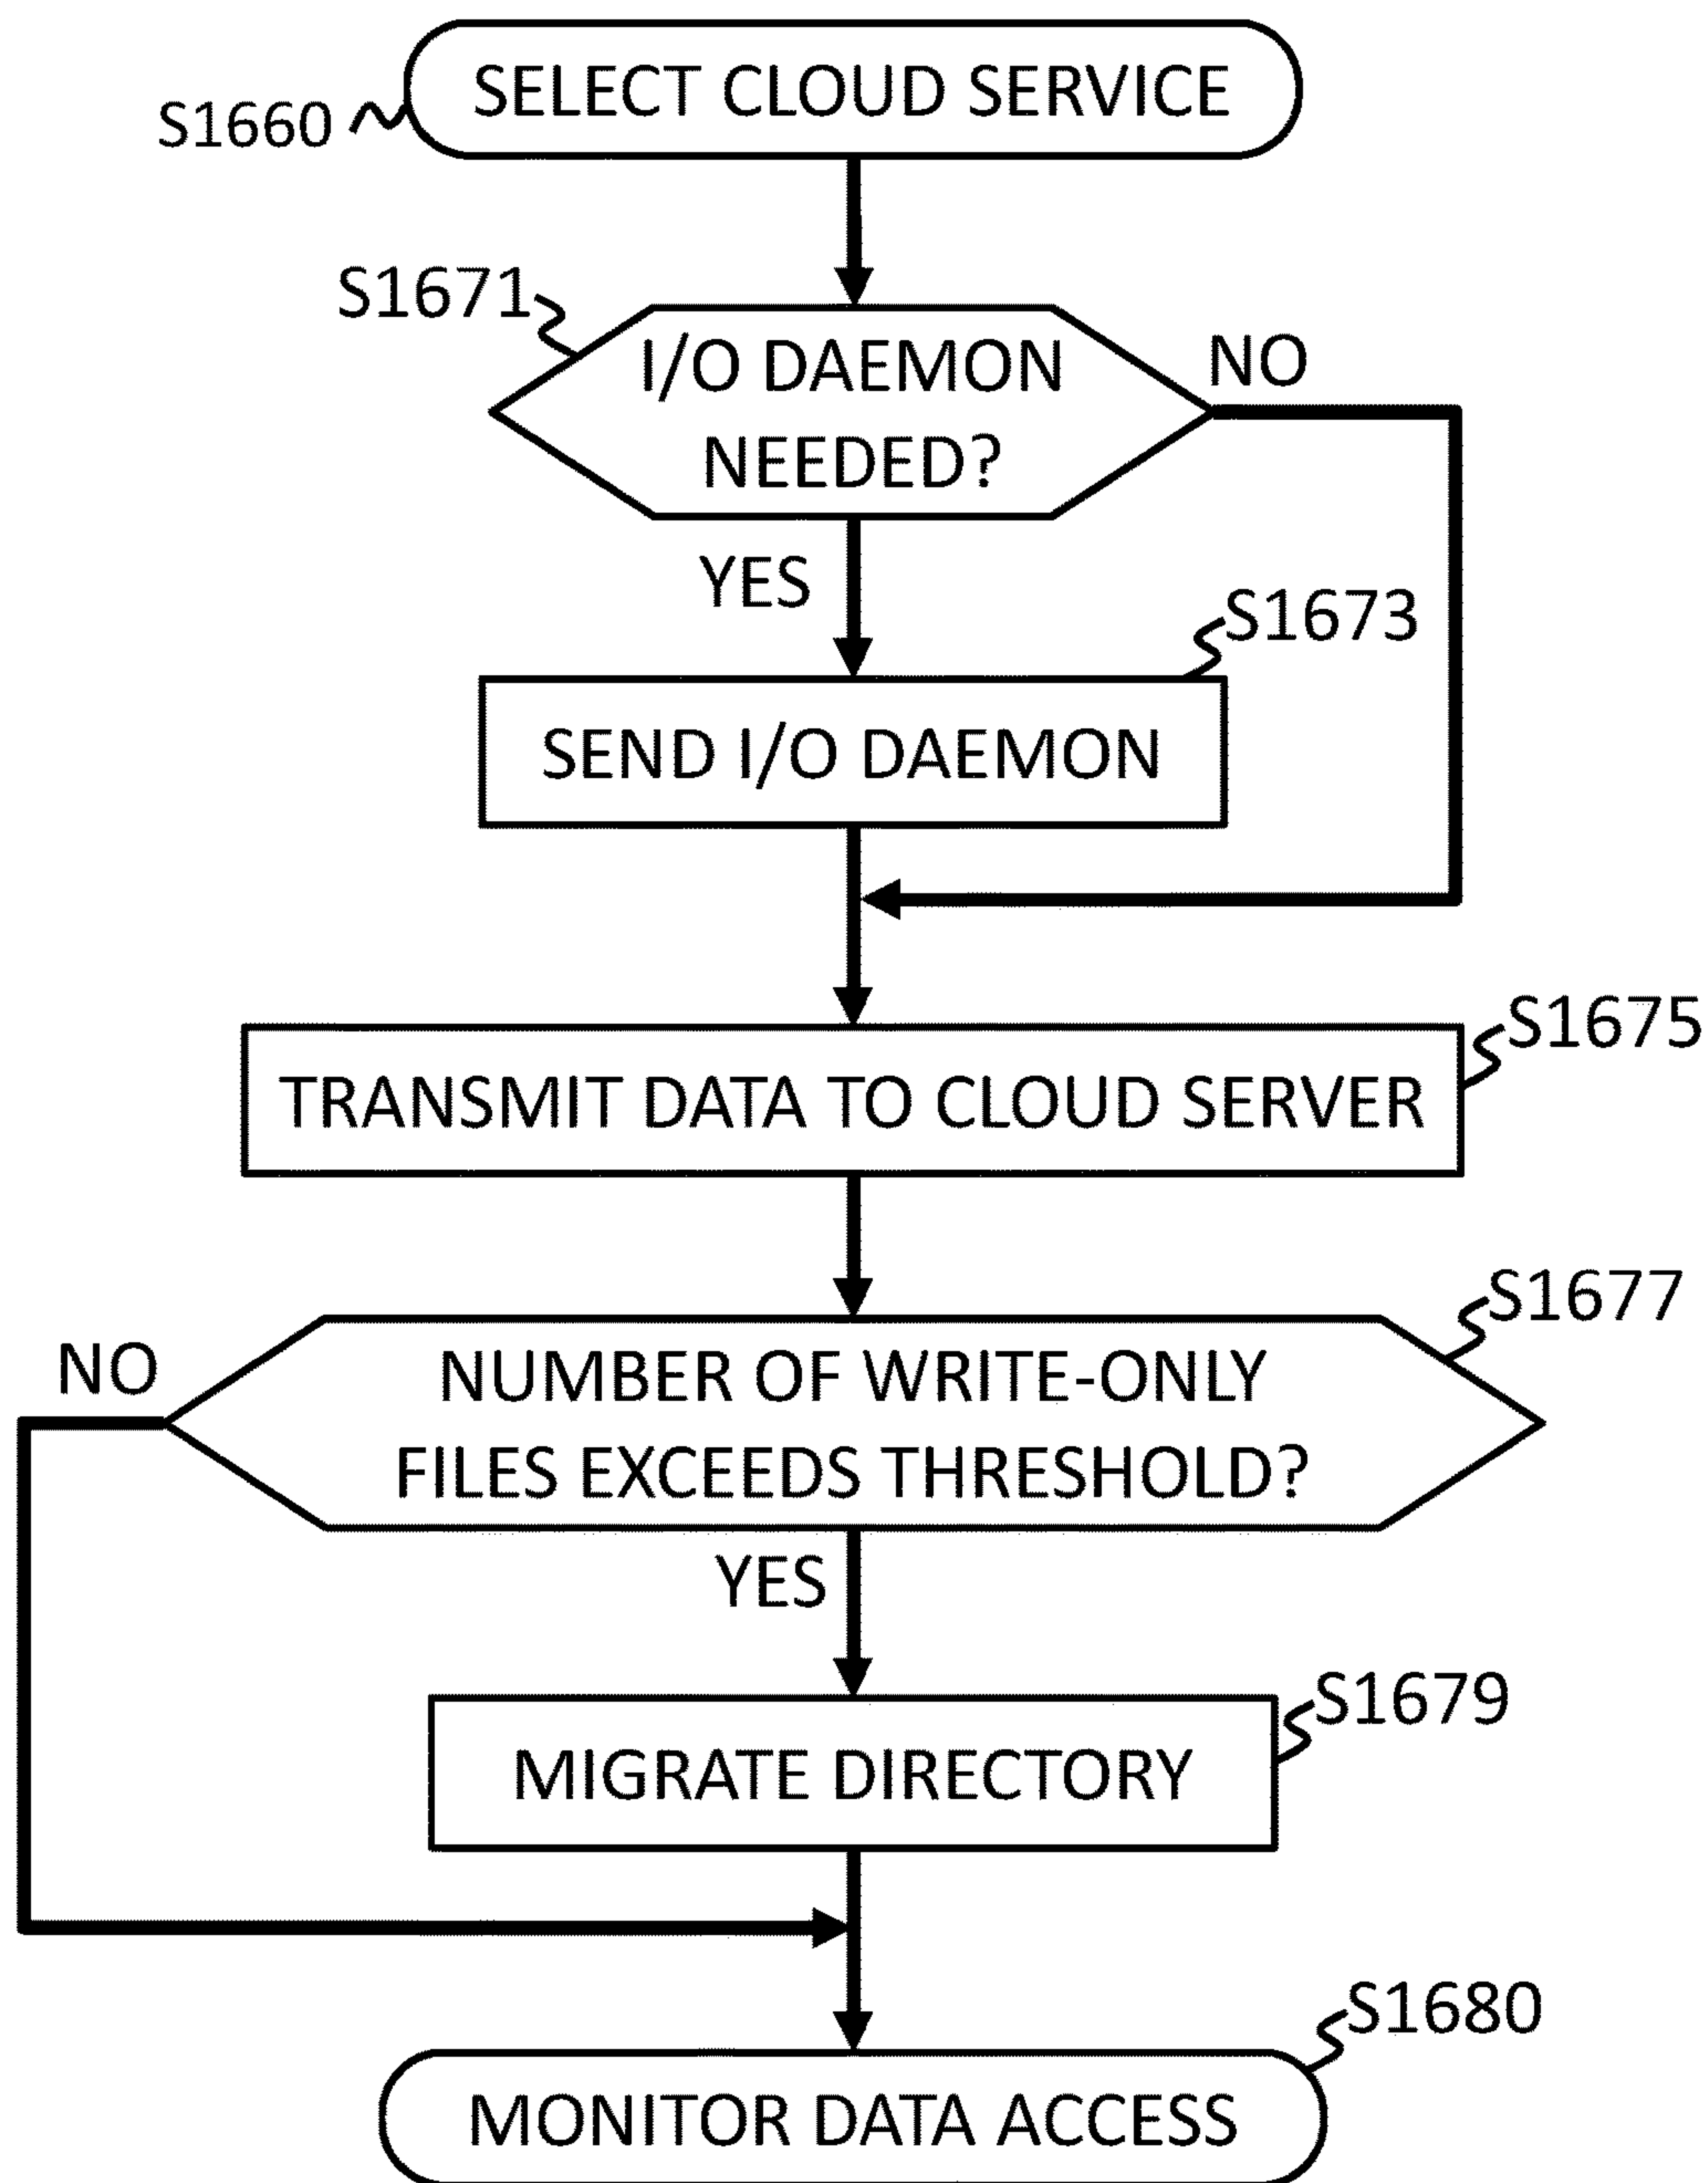 SELECT CLOUD SERVICE
S1660
S1671
I/O DAEMON
NEEDED?
NO
YES
S1673
SEND I/O DAEMON
S1675
TRANSMIT DATA TO CLOUD SERVER
S1677
NO
NUMBER OF WRITE-ONLY
FILES EXCEEDS THRESHOLD?
YES
S1679
MIGRATE DIRECTORY
S1680
MONITOR DATA ACCESS